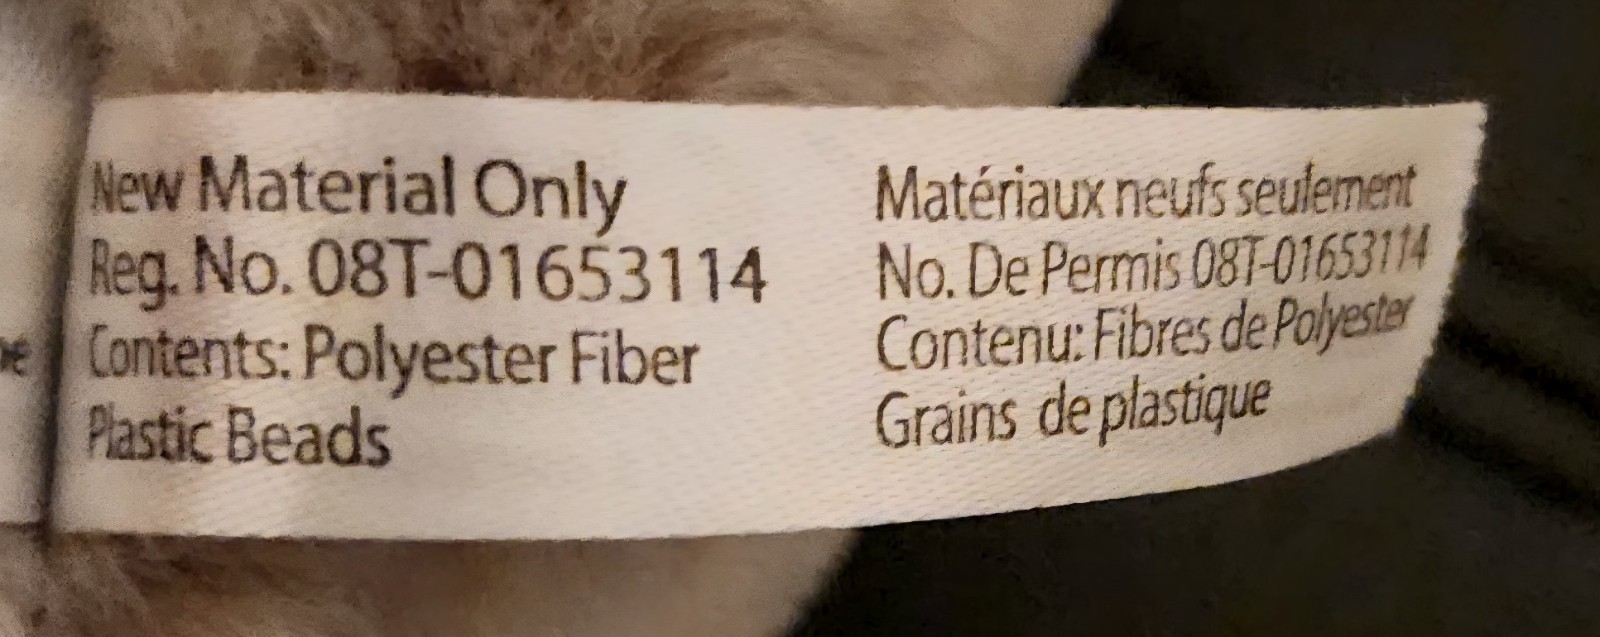 New Material Only
Reg. No. 08T-01653114
Contents: Polyester Fiber
Plastic Beads
Matériaux neufs seulement
No. De Permis 08T-01653114
Contenu: Fibres de Polyester
Grains de plastique